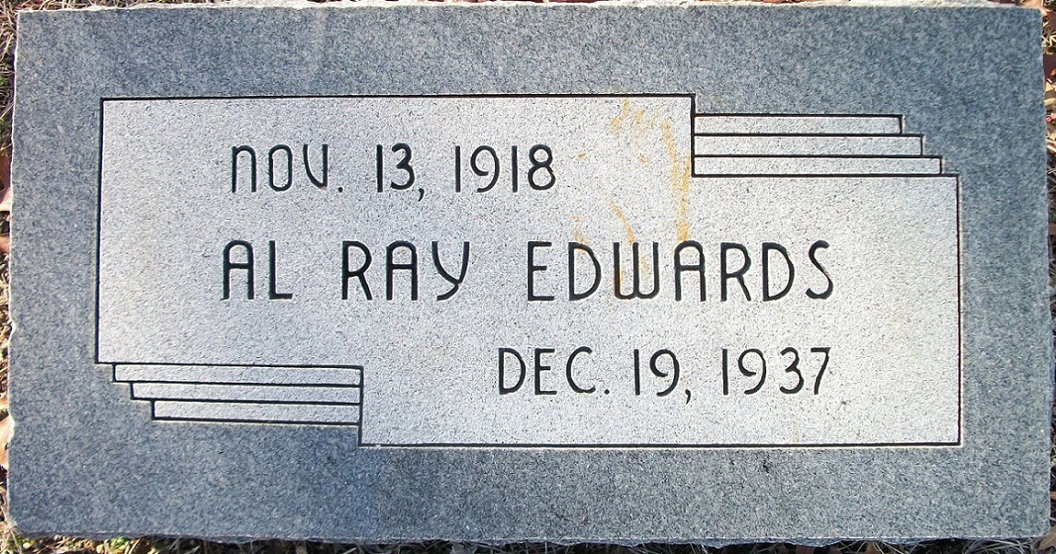 NOV. 13, 1918
AL RAY EDWARDS
DEC. 19, 1937